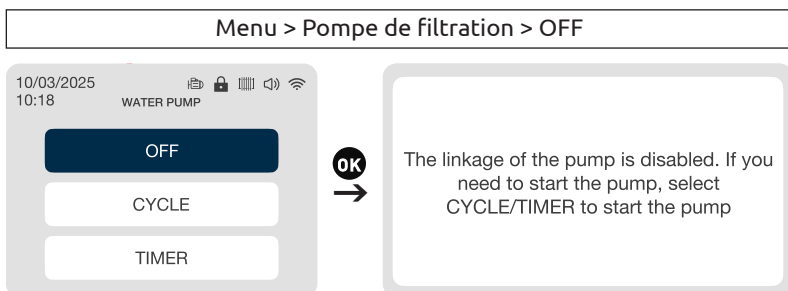 Menu > Pompe de filtration > OFF
10/03/2025
10:18
WATER PUMP
OFF
CYCLE
TIMER
OK
The linkage of the pump is disabled. If you
need to start the pump, select
CYCLE/TIMER to start the pump